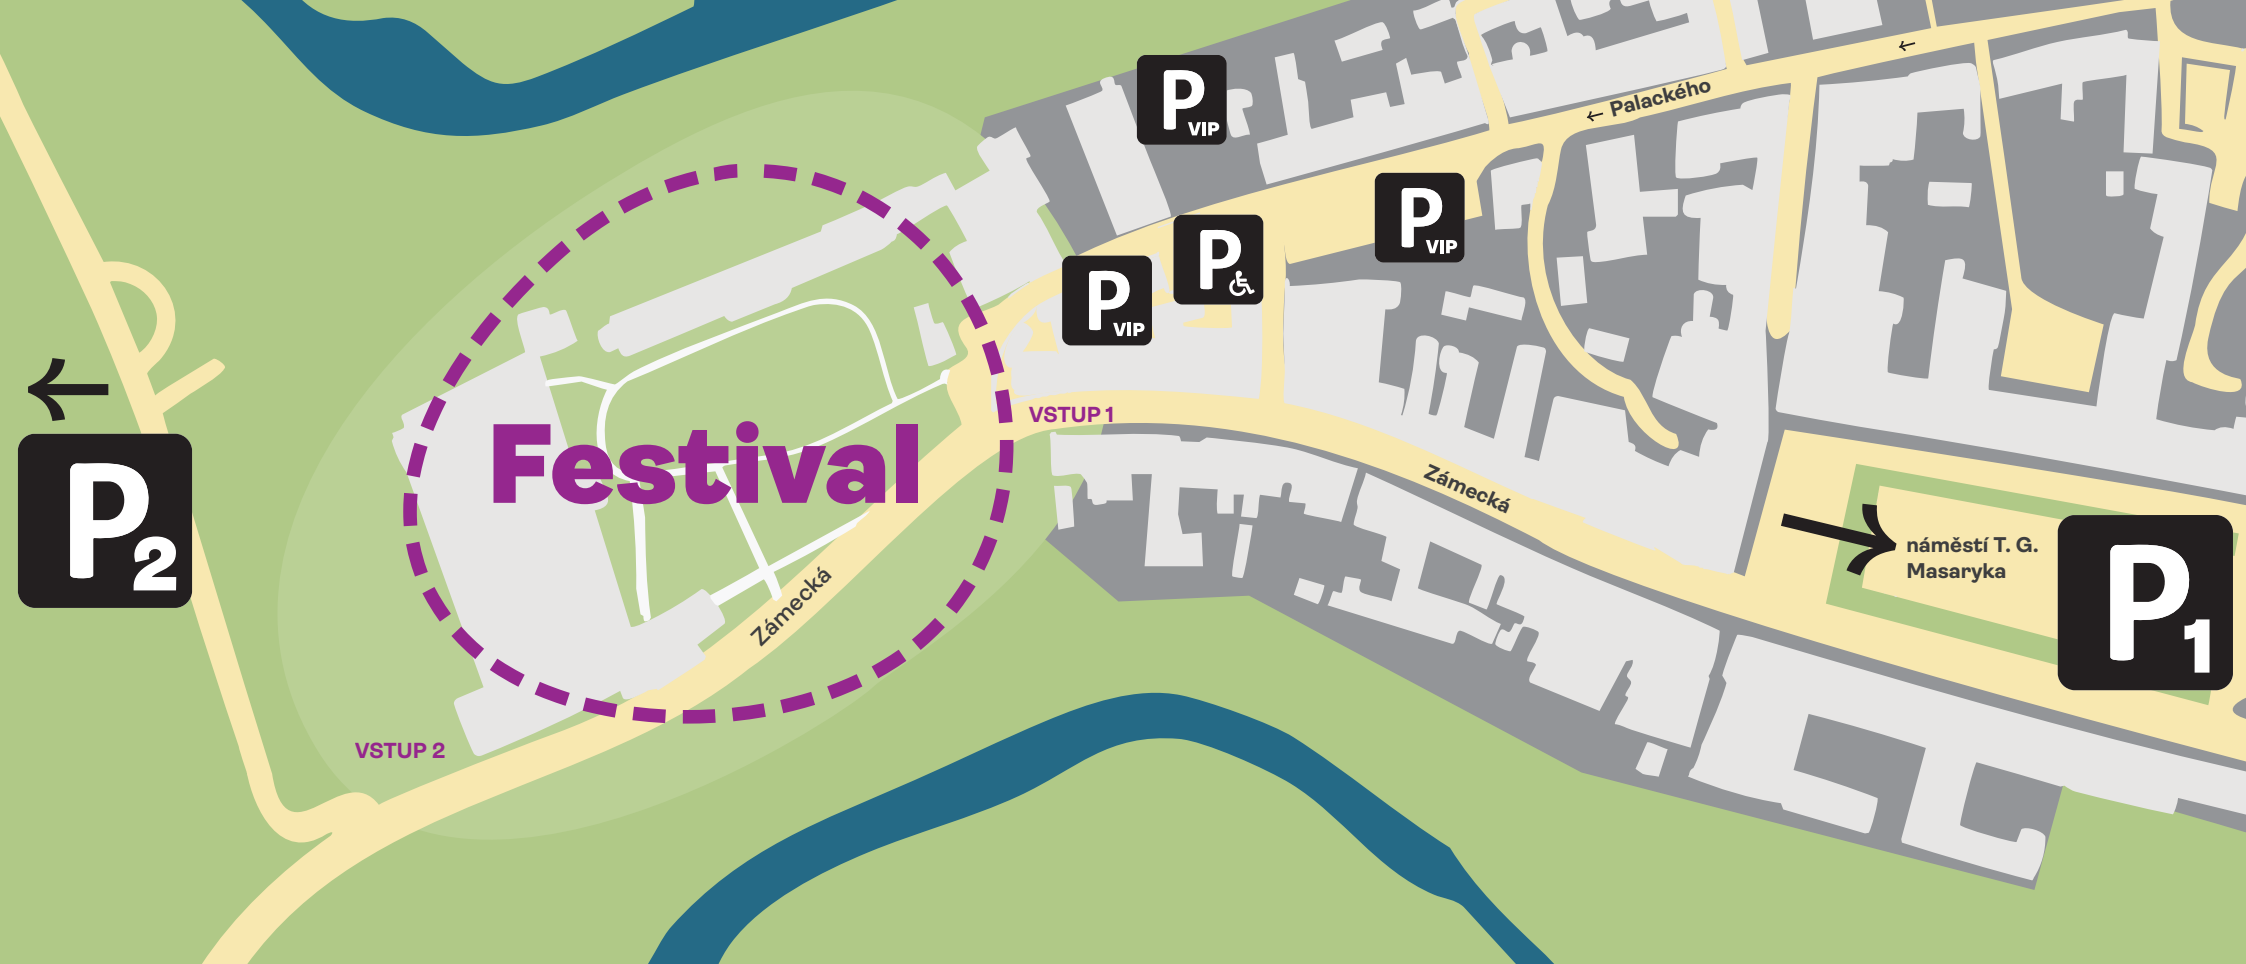 P
VIP
← Palackého
←
P
VIP
P
P
VIP
Festival
VSTUP 1
Zámecká
←
P2
→
náměstí T. G.
Masaryka
P1
Zámecká
VSTUP 2